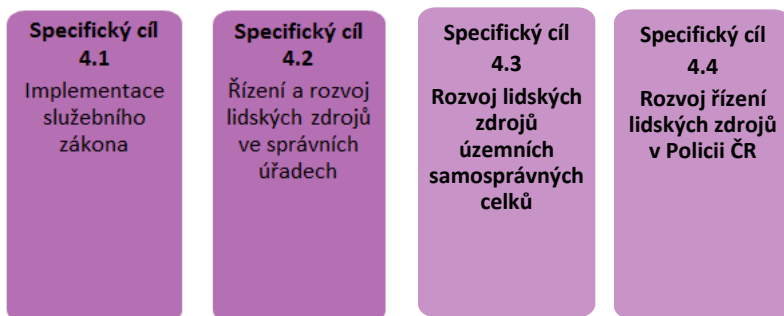 Specifický cíl
4.1
Implementace
služebního
zákona
Specifický cíl
4.2
Řízení a rozvoj
lidských zdrojů
ve správních
úřadech
Specifický cíl
4.3
Rozvoj lidských
zdrojů
územních
samosprávných
celků
Specifický cíl
4.4
Rozvoj řízení
lidských zdrojů
v Policii ČR